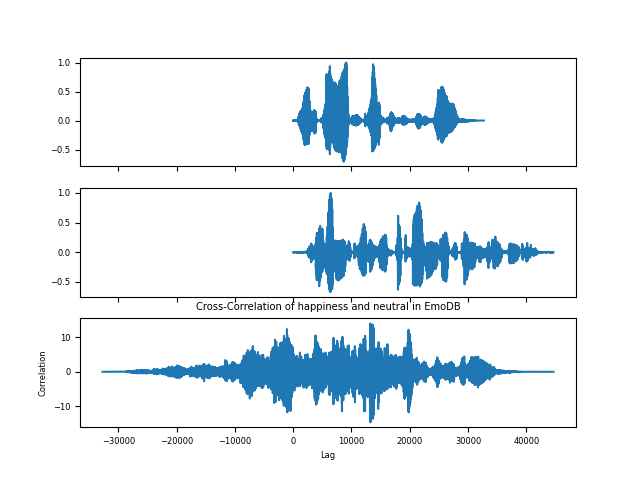 1.0
0.5
0.0
−0.5
1.0
0.5
0.0
−0.5
Cross-Correlation of happiness and neutral in EmoDB
10
0
−10
Correlation
−30000 −20000 −10000 0 10000 20000 30000 40000
Lag